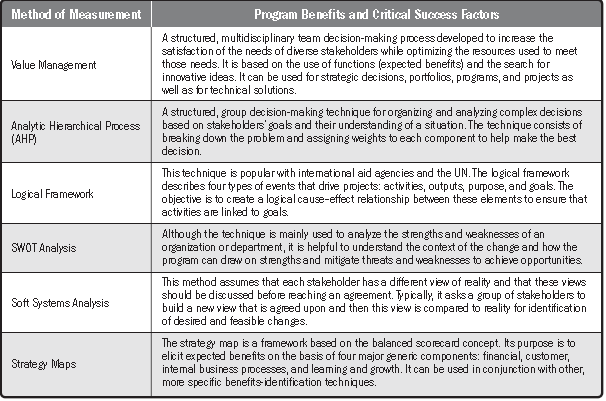 Method of Measurement
Program Benefits and Critical Success Factors
Value Management
A structured, multidisciplinary team decision-making process developed to increase the
satisfaction of the needs of diverse stakeholders while optimizing the resources used to meet
those needs. It is based on the use of functions (expected benefits) and the search for
innovative ideas. It can be used for strategic decisions, portfolios, programs, and projects as
well as for technical solutions.
Analytic Hierarchical Process
(AHP)
A structured, group decision-making technique for organizing and analyzing complex decisions
based on stakeholders' goals and their understanding of a situation. The technique consists of
breaking down the problem and assigning weights to each component to help make the best
decision.
Logical Framework
This technique is popular with international aid agencies and the UN. The logical framework
describes four types of events that drive projects: activities, outputs, purpose, and goals. The
objective is to create a logical cause–effect relationship between these elements to ensure that
activities are linked to goals.
SWOT Analysis
Although the technique is mainly used to analyze the strengths and weaknesses of an
organization or department, it is helpful to understand the context of the change and how the
program can draw on strengths and mitigate threats and weaknesses to achieve opportunities.
Soft Systems Analysis
This method assumes that each stakeholder has a different view of reality and that these views
should be discussed before reaching an agreement. Typically, it asks a group of stakeholders to
build a new view that is agreed upon and then this view is compared to reality for identification
of desired and feasible changes.
Strategy Maps
The strategy map is a framework based on the balanced scorecard concept. Its purpose is to
elicit expected benefits on the basis of four major generic components: financial, customer,
internal business processes, and learning and growth. It can be used in conjunction with other,
more specific benefits-identification techniques.